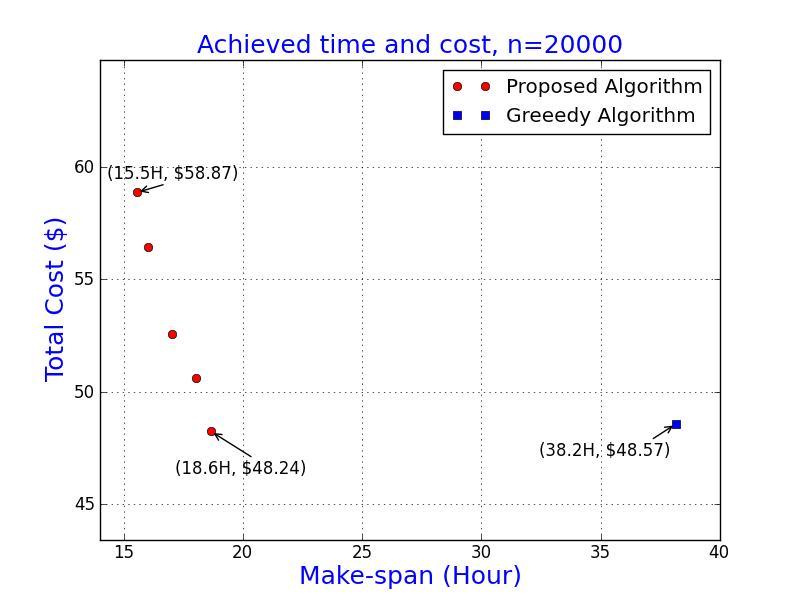 Achieved time and cost, n=20000
Proposed Algorithm
Greeedy Algorithm
(15.5H, $58.87)
(18.6H, $48.24)
(38.2H, $48.57)
Total Cost ($)
60
55
50
45
15 20 25 30 35 40
Make-span (Hour)